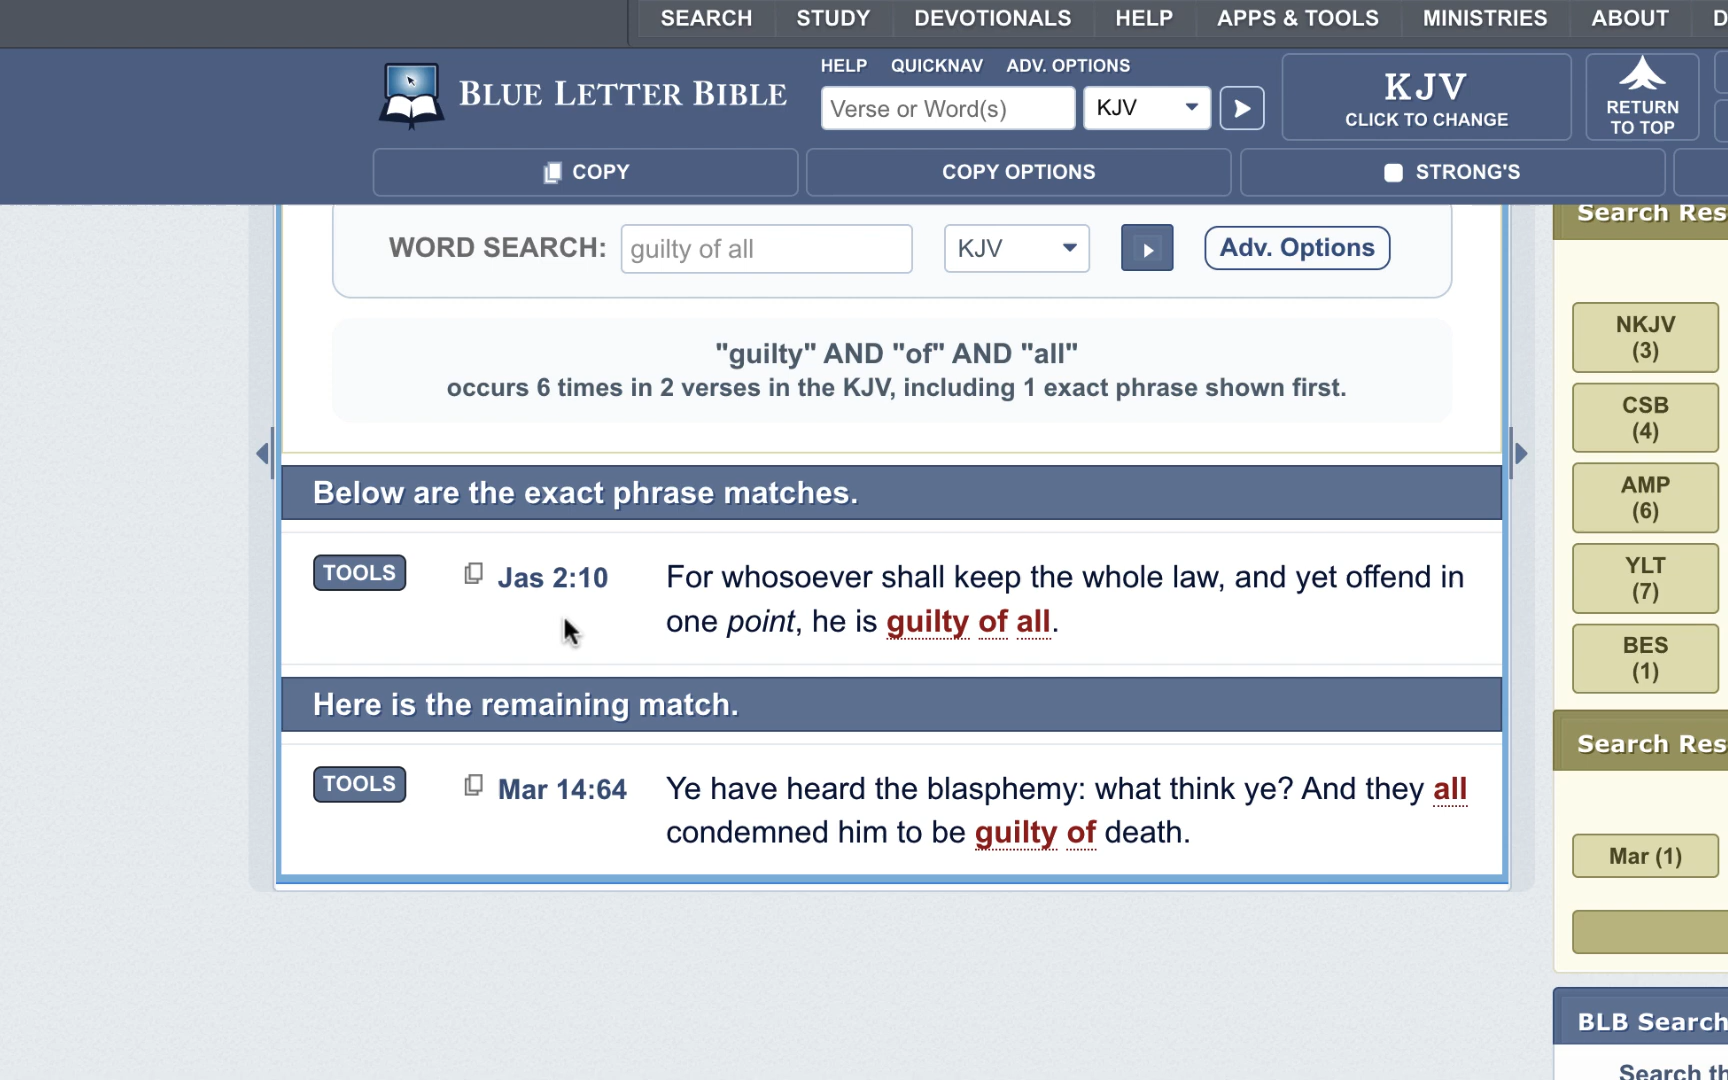 SEARCH STUDY DEVOTIONALS HELP APPS & TOOLS MINISTRIES ABOUT D
HELP QUICKNAV ADV. OPTIONS
BLUE LETTER BIBLE
Verse or Word(s) KJV
KJV
CLICK TO CHANGE
RETURN
TO TOP
COPY COPY OPTIONS STRONG'S
WORD SEARCH: guilty of all KJV Adv. Options
"guilty" AND "of" AND "all"
occurs 6 times in 2 verses in the KJV, including 1 exact phrase shown first.
Below are the exact phrase matches.
TOOLS Jas 2:10 For whosoever shall keep the whole law, and yet offend in
one point, he is guilty of all.
Here is the remaining match.
TOOLS Mar 14:64 Ye have heard the blasphemy: what think ye? And they all
condemned him to be guilty of death.
Search Res
NKJV
(3)
CSB
(4)
AMP
(6)
YLT
(7)
BES
(1)
Search Res
Mar (1)
BLB Search
Search th